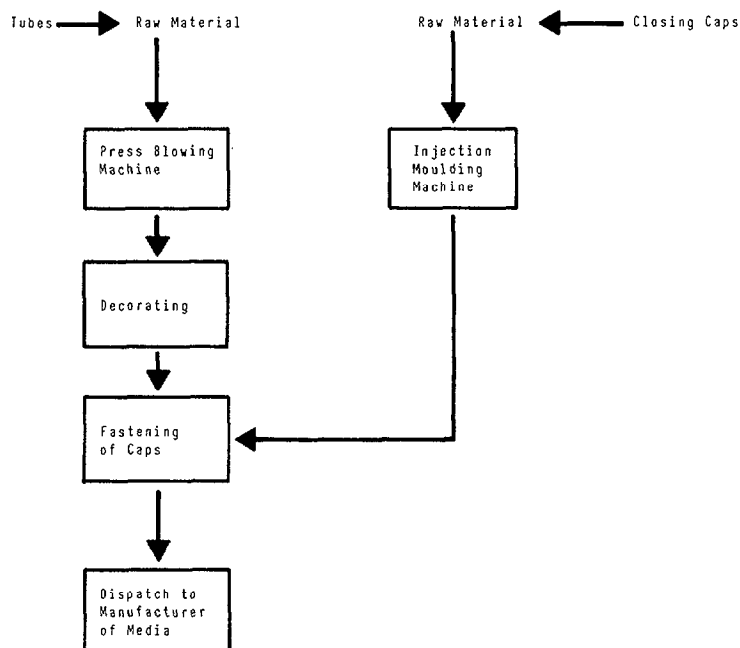 Tubes
Raw Material
Raw Material
Closing Caps
Press Blowing
Machine
Injection
Moulding
Machine
Decorating
Fastening
of Caps
Dispatch to
Manufacturer
of Media